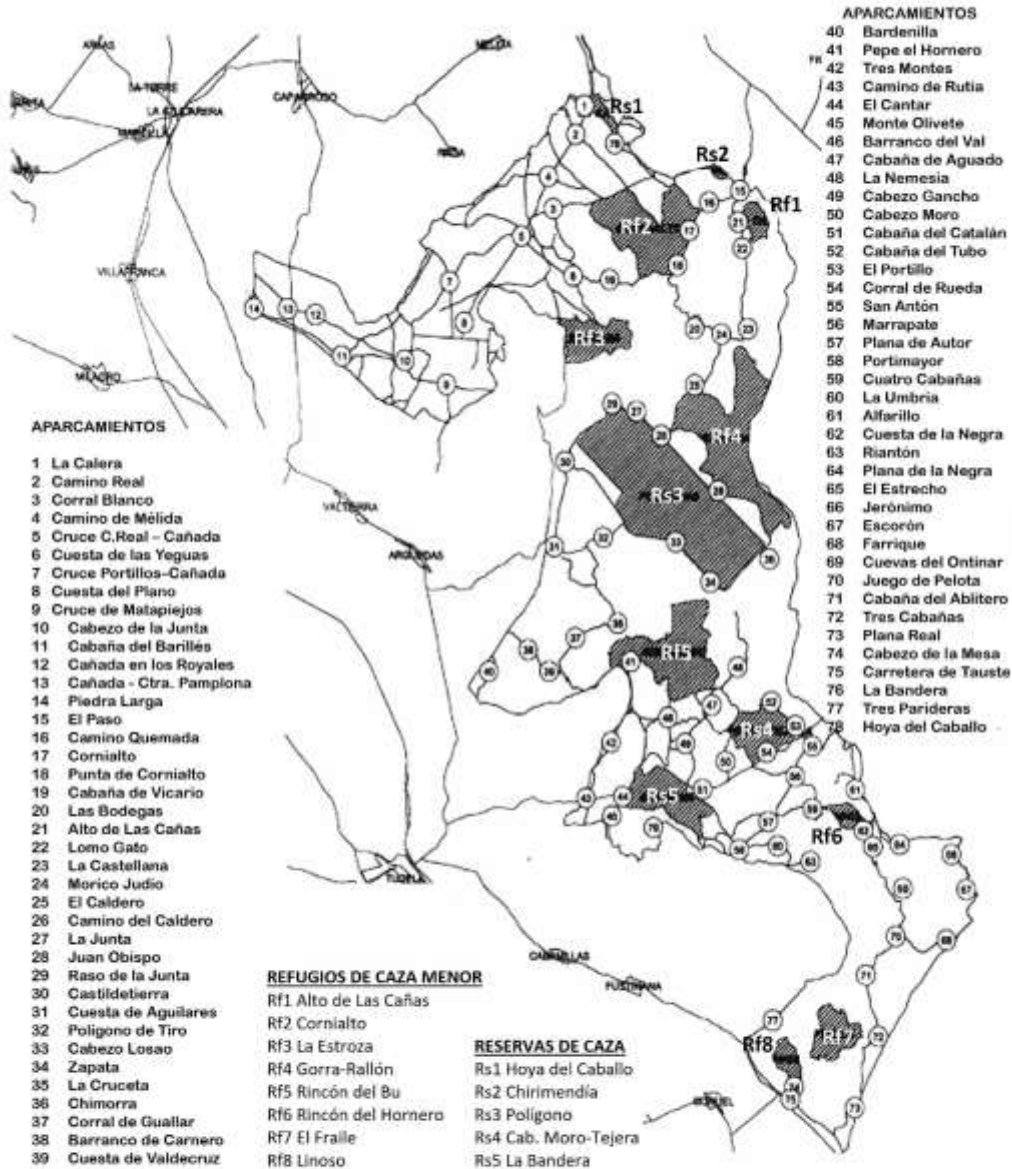 APARCAMIENTOS
40 Bardenilla
41 Pepe el Hornero
42 Tres Montes
43 Camino de Rutia
44 El Cantar
45 Monte Olivete
46 Barranco del Val
47 Cabaña de Aguado
48 La Nemesia
49 Cabezo Gancho
50 Cabezo Moro
51 Cabaña del Catalán
52 Cabaña del Tubo
53 El Portillo
54 Corral de Rueda
55 San Antón
56 Marrapate
57 Plana de Autor
58 Portimayor
59 Cuatro Cabañas
60 La Umbria
61 Alfarillo
62 Cuesta de la Negra
63 Riantón
64 Plana de la Negra
65 El Estrecho
66 Jerónimo
67 Escorón
68 Farrique
69 Cuevas del Ontinar
70 Juego de Pelota
71 Cabaña del Ablitero
72 Tres Cabañas
73 Plana Real
74 Cabezo de la Mesa
75 Carretera de Tauste
76 La Bandera
77 Tres Parideras
78 Hoya del Caballo
CAPARROSO
VILLAFRANCA
MILAGRO
VALTIERRA
ARGUEDAS
TUDELA
CABANILLAS
FUSTIÑANA
Rs1
Rs2
Rf1
Rf2
Rf3
Rf4
Rs3
Rf5
Rs4
Rs5
Rf6
Rf7
Rf8
APARCAMIENTOS
1 La Calera
2 Camino Real
3 Corral Blanco
4 Camino de Mélida
5 Cruce C.Real – Cañada
6 Cuesta de las Yeguas
7 Cruce Portillos-Cañada
8 Cuesta del Plano
9 Cruce de Matapiejos
10 Cabezo de la Junta
11 Cabaña del Barillés
12 Cañada en los Royales
13 Cañada - Ctra. Pamplona
14 Piedra Larga
15 El Paso
16 Camino Quemada
17 Cornialto
18 Punta de Cornialto
19 Cabaña de Vicario
20 Las Bodegas
21 Alto de Las Cañas
22 Lomo Gato
23 La Castellana
24 Morico Judio
25 El Caldero
26 Camino del Caldero
27 La Junta
28 Juan Obispo
29 Raso de la Junta
30 Castildetierra
31 Cuesta de Aguilares
32 Poligono de Tiro
33 Cabezo Losao
34 Zapata
35 La Cruceta
36 Chimorra
37 Corral de Guallar
38 Barranco de Carnero
39 Cuesta de Valdecruz
REFUGIOS DE CAZA MENOR
Rf1 Alto de Las Cañas
Rf2 Cornialto
Rf3 La Estroza
Rf4 Gorra-Rallón
Rf5 Rincón del Bu
Rf6 Rincón del Hornero
Rf7 El Fraile
Rf8 Linoso
RESERVAS DE CAZA
Rs1 Hoya del Caballo
Rs2 Chirimendía
Rs3 Polígono
Rs4 Cab. Moro-Tejera
Rs5 La Bandera